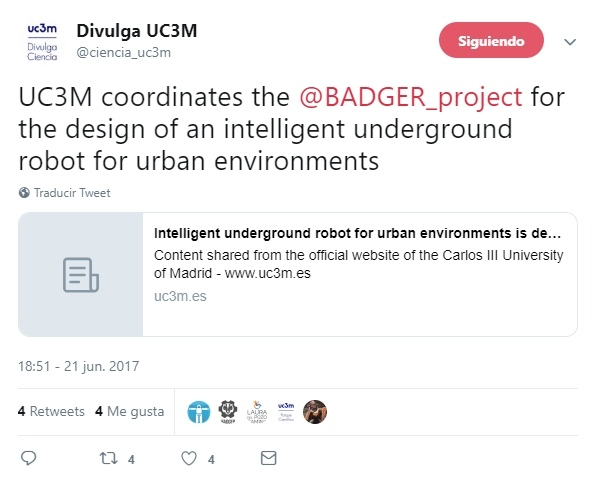 uc3m
Divulga
Ciencia
Divulga UC3M
@ciencia_uc3m
Siguiendo
UC3M coordinates the @BADGER_project for
the design of an intelligent underground
robot for urban environments
Traducir Tweet
Intelligent underground robot for urban environments is de...
Content shared from the official website of the Carlos III University
of Madrid - www.uc3m.es
uc3m.es
18:51 - 21 jun. 2017
4 Retweets 4 Me gusta
LAURA
uc3m
4 4